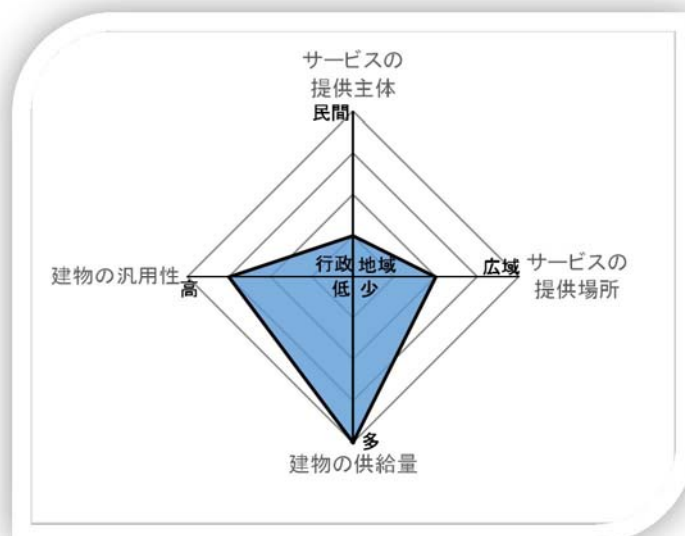 サービスの
提供主体
民間
行政 地域
広域
サービスの
提供場所
建物の汎用性
高
低 少
多
建物の供給量